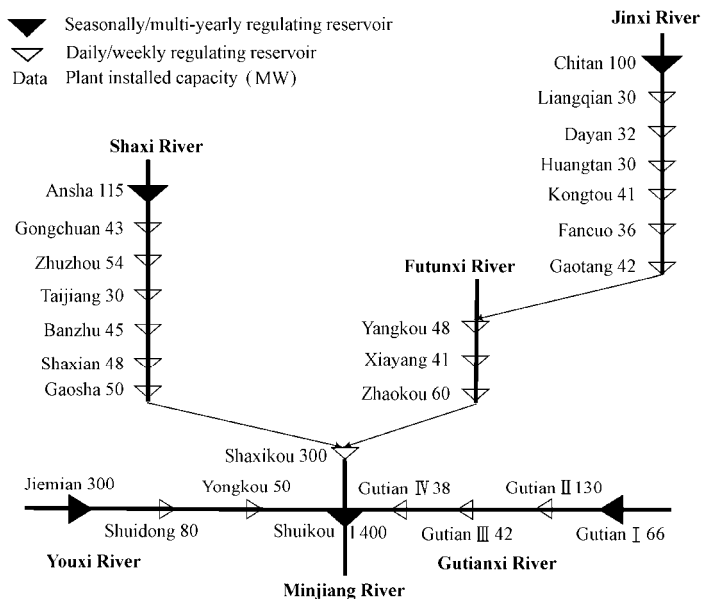 Seasonally/multi-yearly regulating reservoir
Daily/weekly regulating reservoir
Data Plant installed capacity (MW)
Jinxi River
Chitan 100
Liangqian 30
Dayan 32
Huangtan 30
Kongtou 41
Fancuo 36
Gaotang 42
Shaxi River
Ansha 115
Gongchuan 43
Zhuzhou 54
Taijiang 30
Banzhu 45
Shaxian 48
Gaosha 50
Futunxi River
Yangkou 48
Xiayang 41
Zhaokou 60
Shaxikou 300
Jiemian 300
Shuidong 80
Yongkou 50
Shuikou 1 400
Gutian Ⅳ 38
Gutian Ⅲ 42
Gutian Ⅱ 130
Gutian Ⅰ 66
Youxi River
Gutianxi River
Minjiang River